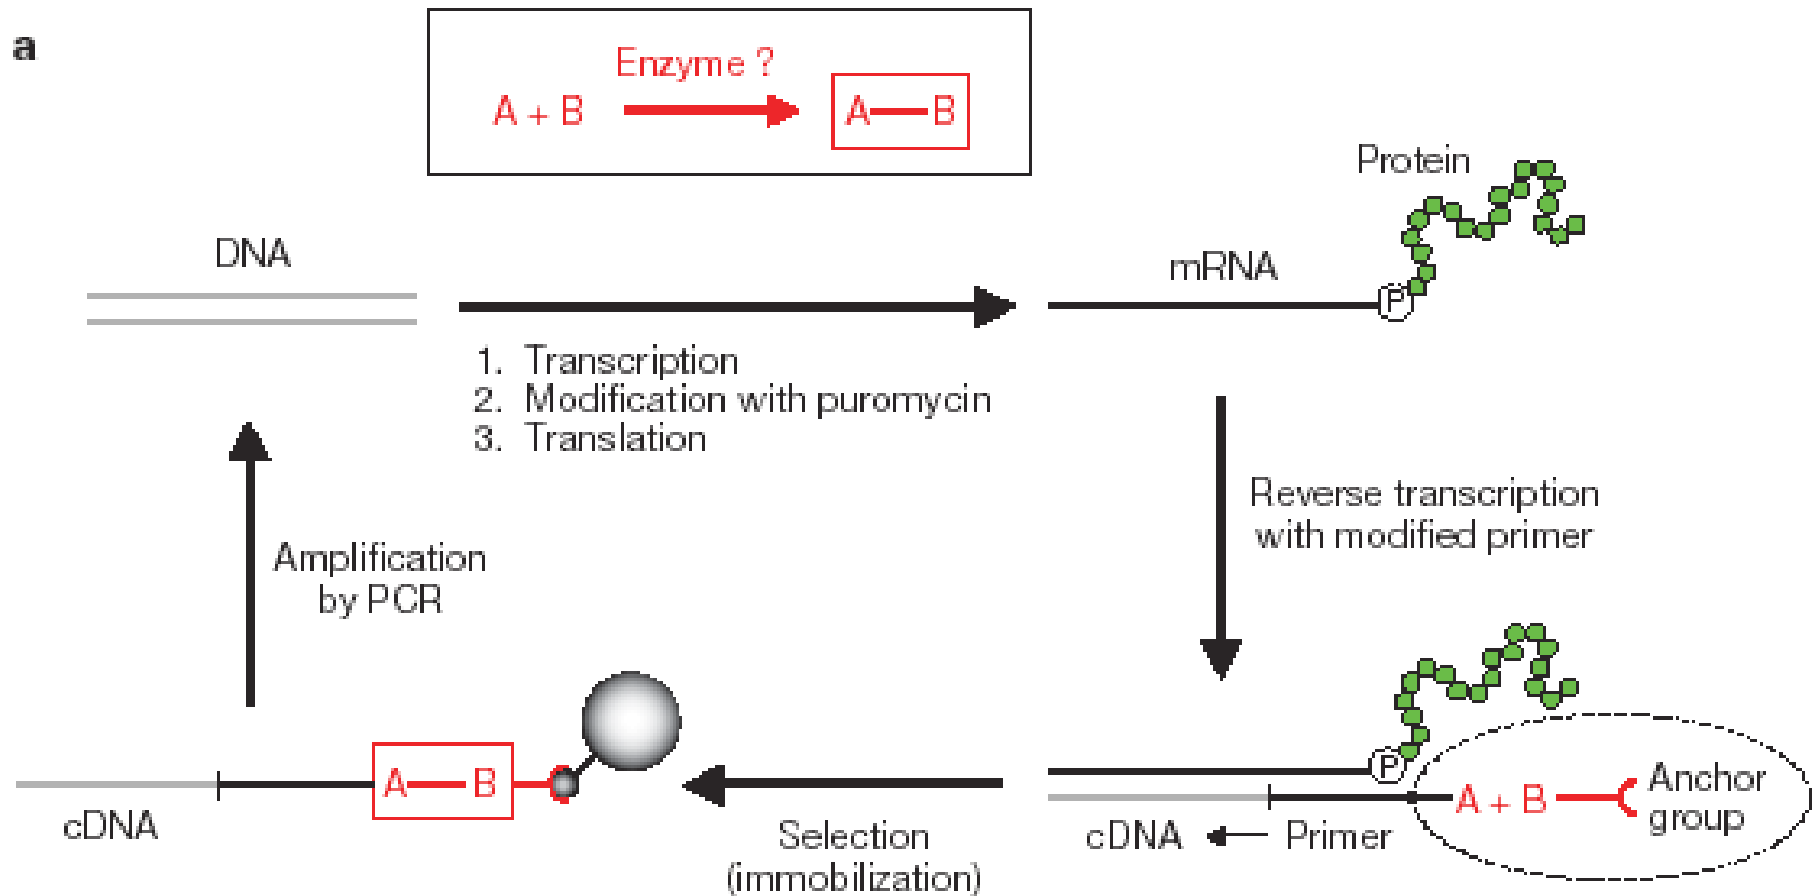 a
Enzyme ?
A + B
A—B
Protein
DNA
mRNA
P
1. Transcription
2. Modification with puromycin
3. Translation
Reverse transcription
with modified primer
Amplification
by PCR
P
A—B
A + B
Anchor
group
cDNA
Selection
(immobilization)
cDNA
Primer